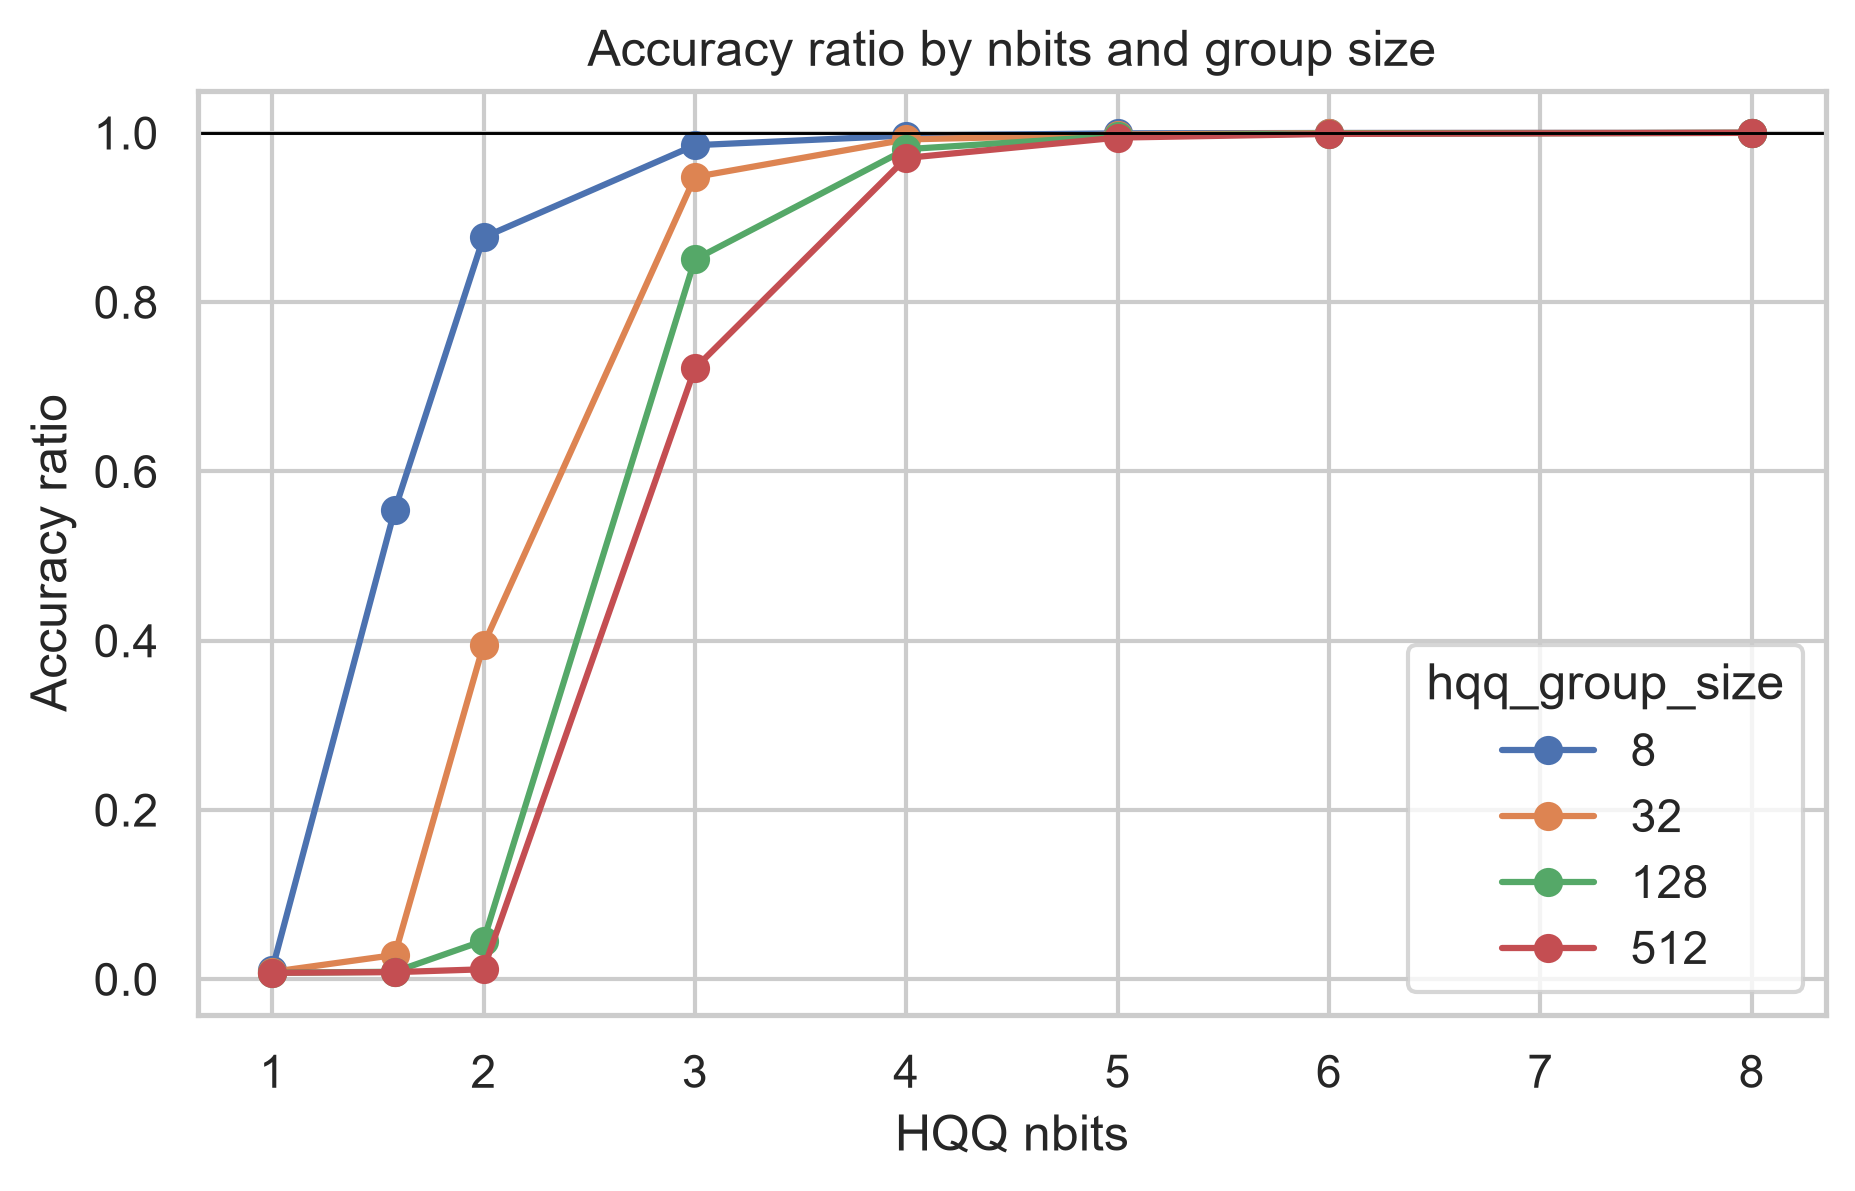 Accuracy ratio by nbits and group size
1.0
0.8
0.6
0.4
0.2
0.0
Accuracy ratio
hqq_group_size
8
32
128
512
1 2 3 4 5 6 7 8
HQQ nbits